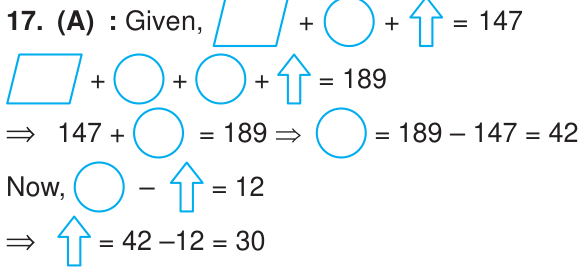 17. (A) : Given, + + = 147
+ + + = 189
⇒ 147 + = 189 ⇒ = 189 – 147 = 42
Now, – = 12
⇒ = 42 –12 = 30